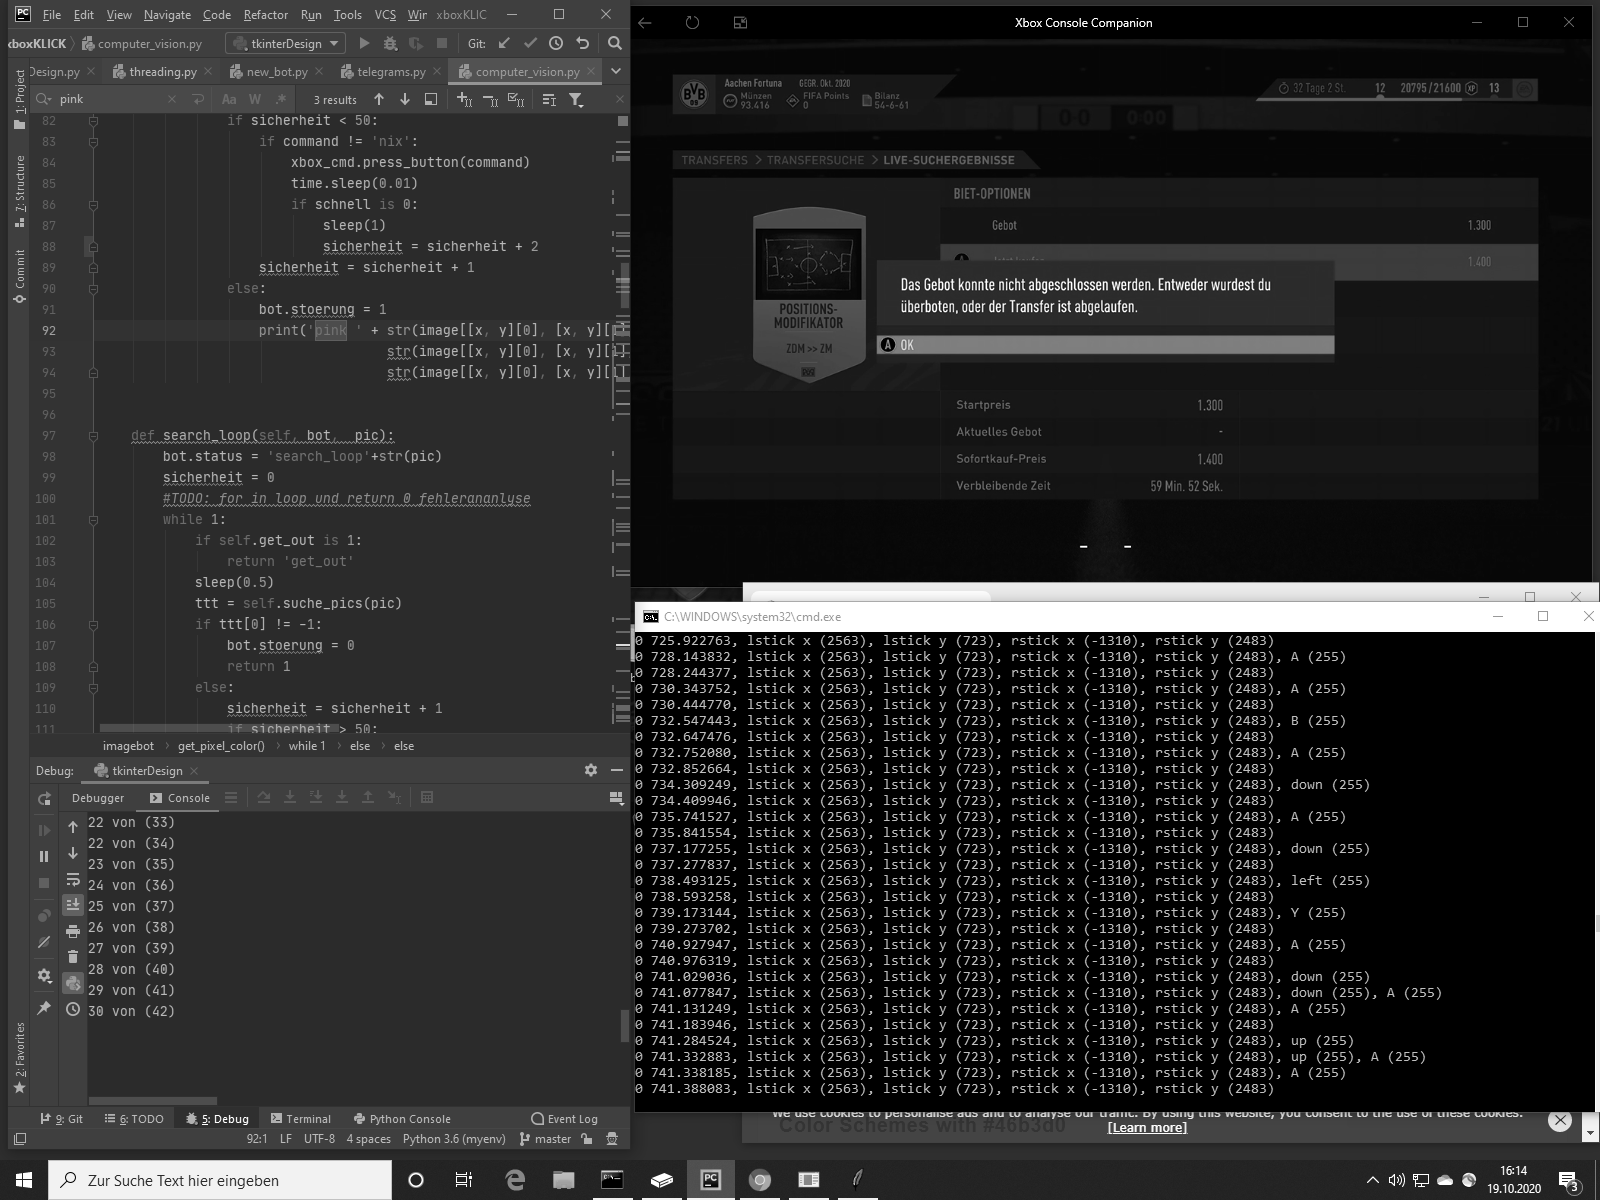 File Edit View Navigate Code Refactor Run Tools VCS Wir xboxKLIC
xboxKLICK computer_vision.py tkinterDesign Git:
Design.py threading.py new_bot.py telegrams.py computer_vision.py
pink Aa W .* 3 results
1: Project
7: Structure
Commit
2: Favorites
82 if sicherheit < 50:
83 if command != 'nix':
84 xbox_cmd.press_button(command)
85 time.sleep(0.01)
86 if schnell is 0:
87 sleep(1)
88 sicherheit = sicherheit + 2
89 sicherheit = sicherheit + 1
90 else:
91 bot.stoerung = 1
92 print('pink ' + str(image[[x, y][0], [x, y][1]
93 str(image[[x, y][0], [x, y][1]
94 str(image[[x, y][0], [x, y][1]
95
96
97 def search_loop(self, bot, pic):
98 bot.status = 'search_loop'+str(pic)
99 sicherheit = 0
100 #TODO: for in loop und return 0 fehlerananlyse
101 while 1:
102 if self.get_out is 1:
103 return 'get_out'
104 sleep(0.5)
105 ttt = self.suche_pics(pic)
106 if ttt[0] != -1:
107 bot.stoerung = 0
108 return 1
109 else:
110 sicherheit = sicherheit + 1
111 if sicherheit > 50:
imagebot › get_pixel_color() › while 1 › else › else
Debug: tkinterDesign
Debugger Console
22 von (33)
22 von (34)
23 von (35)
24 von (36)
25 von (37)
26 von (38)
27 von (39)
28 von (40)
29 von (41)
30 von (42)
9: Git 6: TODO 5: Debug Terminal Python Console Event Log
92:1 LF UTF-8 4 spaces Python 3.6 (myenv) master
Xbox Console Companion
BVB 09
Aachen Fortuna GEGR. Okt. 2020
Münzen 93.416 FIFA Points 0 Bilanz 54-6-61
32 Tage 2 St. 12 20795/21600 XP 13
0-0 0:00
TRANSFERS > TRANSFERSUCHE > LIVE-SUCHERGEBNISSE
BIET-OPTIONEN
Gebot 1.300
Jetzt kaufen 1.400
POSITIONS-
MODIFIKATOR
ZDM >> ZM
Das Gebot konnte nicht abgeschlossen werden. Entweder wurdest du
überboten, oder der Transfer ist abgelaufen.
A OK
Startpreis 1.300
Aktuelles Gebot -
Sofortkauf-Preis 1.400
Verbleibende Zeit 59 Min. 52 Sek.
- -
C:\WINDOWS\system32\cmd.exe
0 725.922763, lstick x (2563), lstick y (723), rstick x (-1310), rstick y (2483)
0 728.143832, lstick x (2563), lstick y (723), rstick x (-1310), rstick y (2483), A (255)
0 728.244377, lstick x (2563), lstick y (723), rstick x (-1310), rstick y (2483)
0 730.343752, lstick x (2563), lstick y (723), rstick x (-1310), rstick y (2483), A (255)
0 730.444770, lstick x (2563), lstick y (723), rstick x (-1310), rstick y (2483)
0 732.547443, lstick x (2563), lstick y (723), rstick x (-1310), rstick y (2483), B (255)
0 732.647476, lstick x (2563), lstick y (723), rstick x (-1310), rstick y (2483)
0 732.752080, lstick x (2563), lstick y (723), rstick x (-1310), rstick y (2483), A (255)
0 732.852664, lstick x (2563), lstick y (723), rstick x (-1310), rstick y (2483)
0 734.309249, lstick x (2563), lstick y (723), rstick x (-1310), rstick y (2483), down (255)
0 734.409946, lstick x (2563), lstick y (723), rstick x (-1310), rstick y (2483)
0 735.741527, lstick x (2563), lstick y (723), rstick x (-1310), rstick y (2483), A (255)
0 735.841554, lstick x (2563), lstick y (723), rstick x (-1310), rstick y (2483)
0 737.177255, lstick x (2563), lstick y (723), rstick x (-1310), rstick y (2483), down (255)
0 737.277837, lstick x (2563), lstick y (723), rstick x (-1310), rstick y (2483)
0 738.493125, lstick x (2563), lstick y (723), rstick x (-1310), rstick y (2483), left (255)
0 738.593258, lstick x (2563), lstick y (723), rstick x (-1310), rstick y (2483)
0 739.173144, lstick x (2563), lstick y (723), rstick x (-1310), rstick y (2483), Y (255)
0 739.273702, lstick x (2563), lstick y (723), rstick x (-1310), rstick y (2483)
0 740.927947, lstick x (2563), lstick y (723), rstick x (-1310), rstick y (2483), A (255)
0 740.976319, lstick x (2563), lstick y (723), rstick x (-1310), rstick y (2483)
0 741.029036, lstick x (2563), lstick y (723), rstick x (-1310), rstick y (2483), down (255)
0 741.077847, lstick x (2563), lstick y (723), rstick x (-1310), rstick y (2483), down (255), A (255)
0 741.131249, lstick x (2563), lstick y (723), rstick x (-1310), rstick y (2483), A (255)
0 741.183946, lstick x (2563), lstick y (723), rstick x (-1310), rstick y (2483)
0 741.284524, lstick x (2563), lstick y (723), rstick x (-1310), rstick y (2483), up (255)
0 741.332883, lstick x (2563), lstick y (723), rstick x (-1310), rstick y (2483), up (255), A (255)
0 741.338185, lstick x (2563), lstick y (723), rstick x (-1310), rstick y (2483), A (255)
0 741.388083, lstick x (2563), lstick y (723), rstick x (-1310), rstick y (2483)
We use cookies to personalise ads and to analyse our traffic. By using this website, you consent to the use of these cookies.
Color Schemes with #46b3d0
[Learn more]
Zur Suche Text hier eingeben
16:14
19.10.2020
3